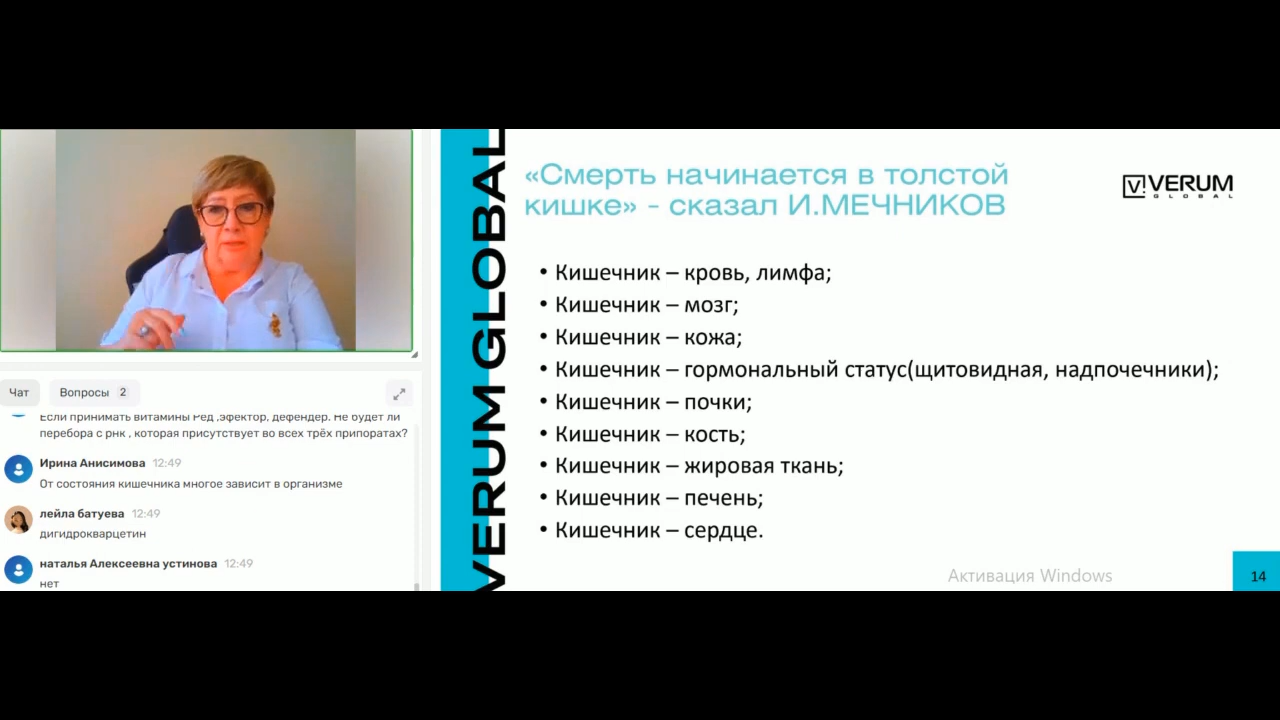 Чат
Вопросы 2
Если принимать витамины Ред ,эфектор, дефендер. Не будет ли
перебора с рнк , которая присутствует во всех трёх припоратах?
Ирина Анисимова 12:49
От состояния кишечника многое зависит в организме
лейла батуева 12:49
дигидрокварцетин
наталья Алексеевна устинова 12:49
нет
VERUM GLOBAL
«Смерть начинается в толстой
кишке» - сказал И.МЕЧНИКОВ
V! VERUM
GLOBAL
• Кишечник – кровь, лимфа;
• Кишечник – мозг;
• Кишечник – кожа;
• Кишечник – гормональный статус(щитовидная, надпочечники);
• Кишечник – почки;
• Кишечник – кость;
• Кишечник – жировая ткань;
• Кишечник – печень;
• Кишечник – сердце.
Активация Windows
14